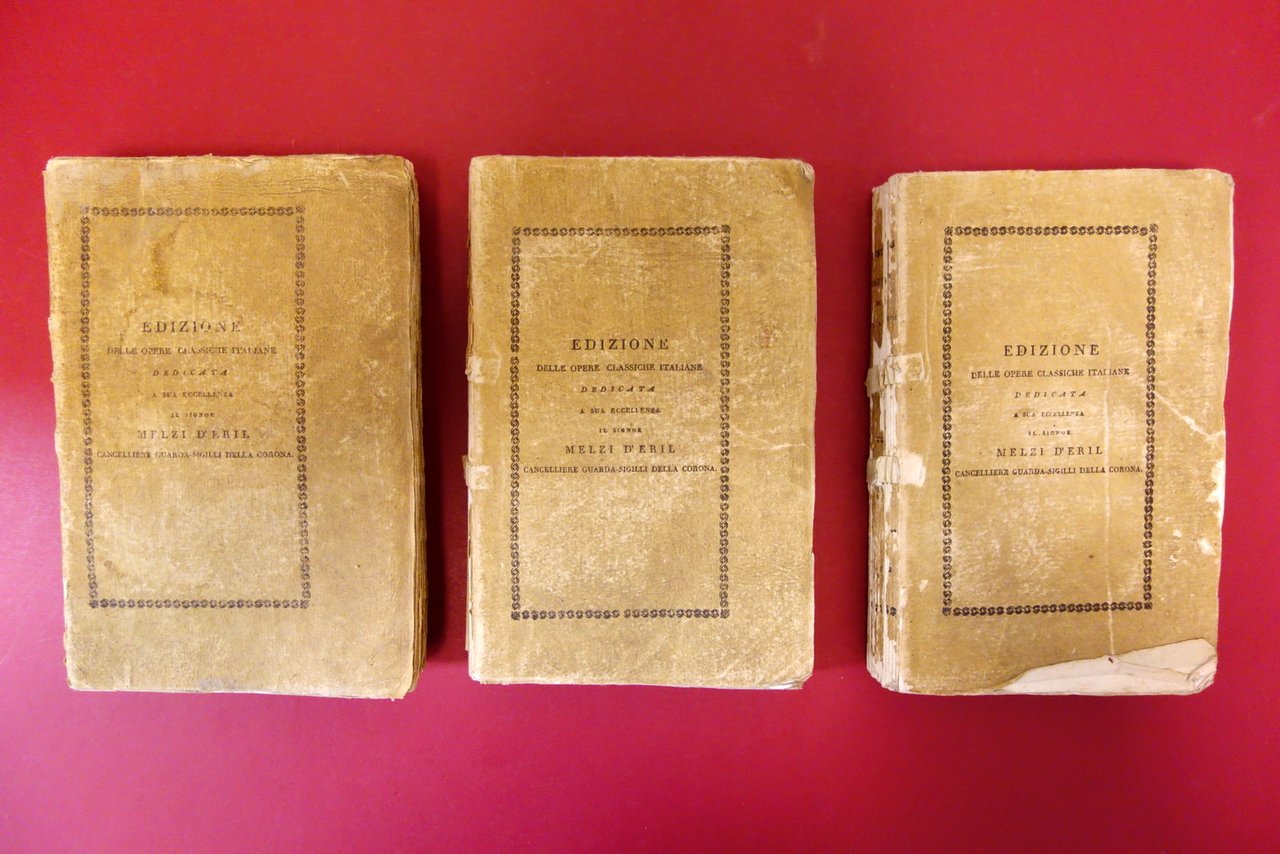 EDIZIONE
DELLE OPERE CLASSICHE ITALIANE
DEDICATA
A SUA ECCELLENZA
IL SIGNOR
MELZI D'ERIL
CANCELLIERE GUARDA-SIGILLI DELLA CORONA.
EDIZIONE
DELLE OPERE CLASSICHE ITALIANE
DEDICATA
A SUA ECCELLENZA
IL SIGNOR
MELZI D'ERIL
CANCELLIERE GUARDA-SIGILLI DELLA CORONA.
EDIZIONE
DELLE OPERE CLASSICHE ITALIANE
DEDICATA
A SUA ECCELLENZA
IL SIGNOR
MELZI D'ERIL
CANCELLIERE GUARDA-SIGILLI DELLA CORONA.